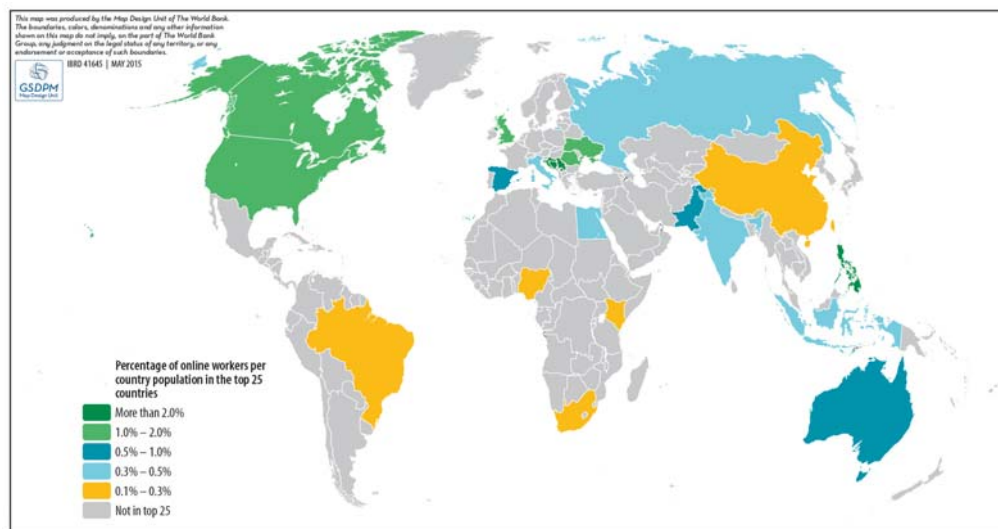 This map was produced by the Map Design Unit of The World Bank.
The boundaries, colors, denominations and any other information
shown on this map do not imply, on the part of The World Bank
Group, any judgment on the legal status of any territory, or any
endorsement or acceptance of such boundaries.
GSDPM
Map Design Unit
IBRD 41645 | MAY 2015
Percentage of online workers per
country population in the top 25
countries
More than 2.0%
1.0% – 2.0%
0.5% – 1.0%
0.3% – 0.5%
0.1% – 0.3%
Not in top 25